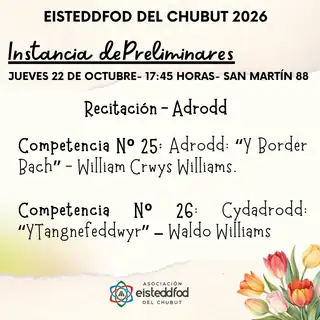 EISTEDDFOD DEL CHUBUT 2026
Instancia dePreliminares
JUEVES 22 DE OCTUBRE- 17:45 HORAS- SAN MARTÍN 88
Recitación - Adrodd
Competencia Nº 25: Adrodd: "Y Border
Bach" - William Crwys Williams.
Competencia Nº 26: Cydadrodd:
"YTangnefeddwyr" – Waldo Williams
ASOCIACIÓN
eisteddfod
DEL CHUBUT